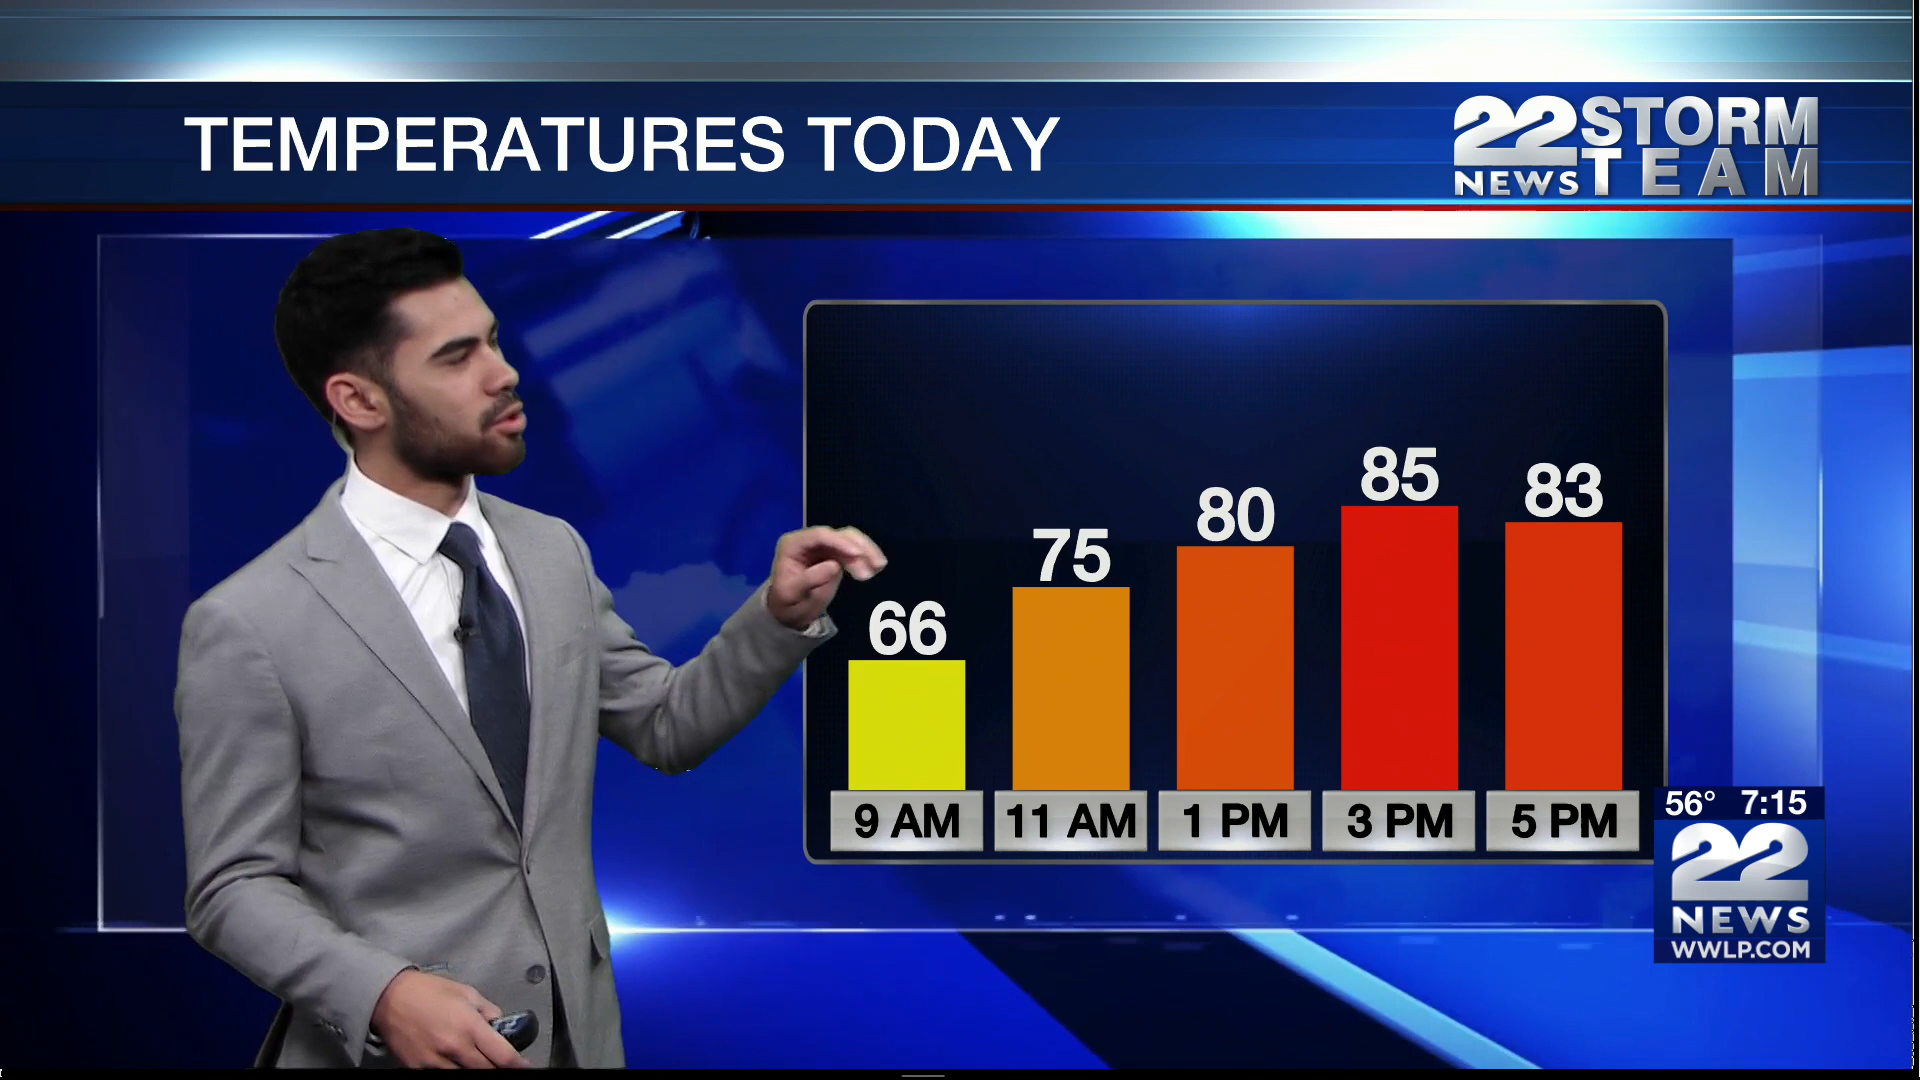 TEMPERATURES TODAY
22 STORM
NEWS TEAM
85
83
80
75
66
9 AM 11 AM 1 PM 3 PM 5 PM
56° 7:15
22
NEWS
WWLP.COM